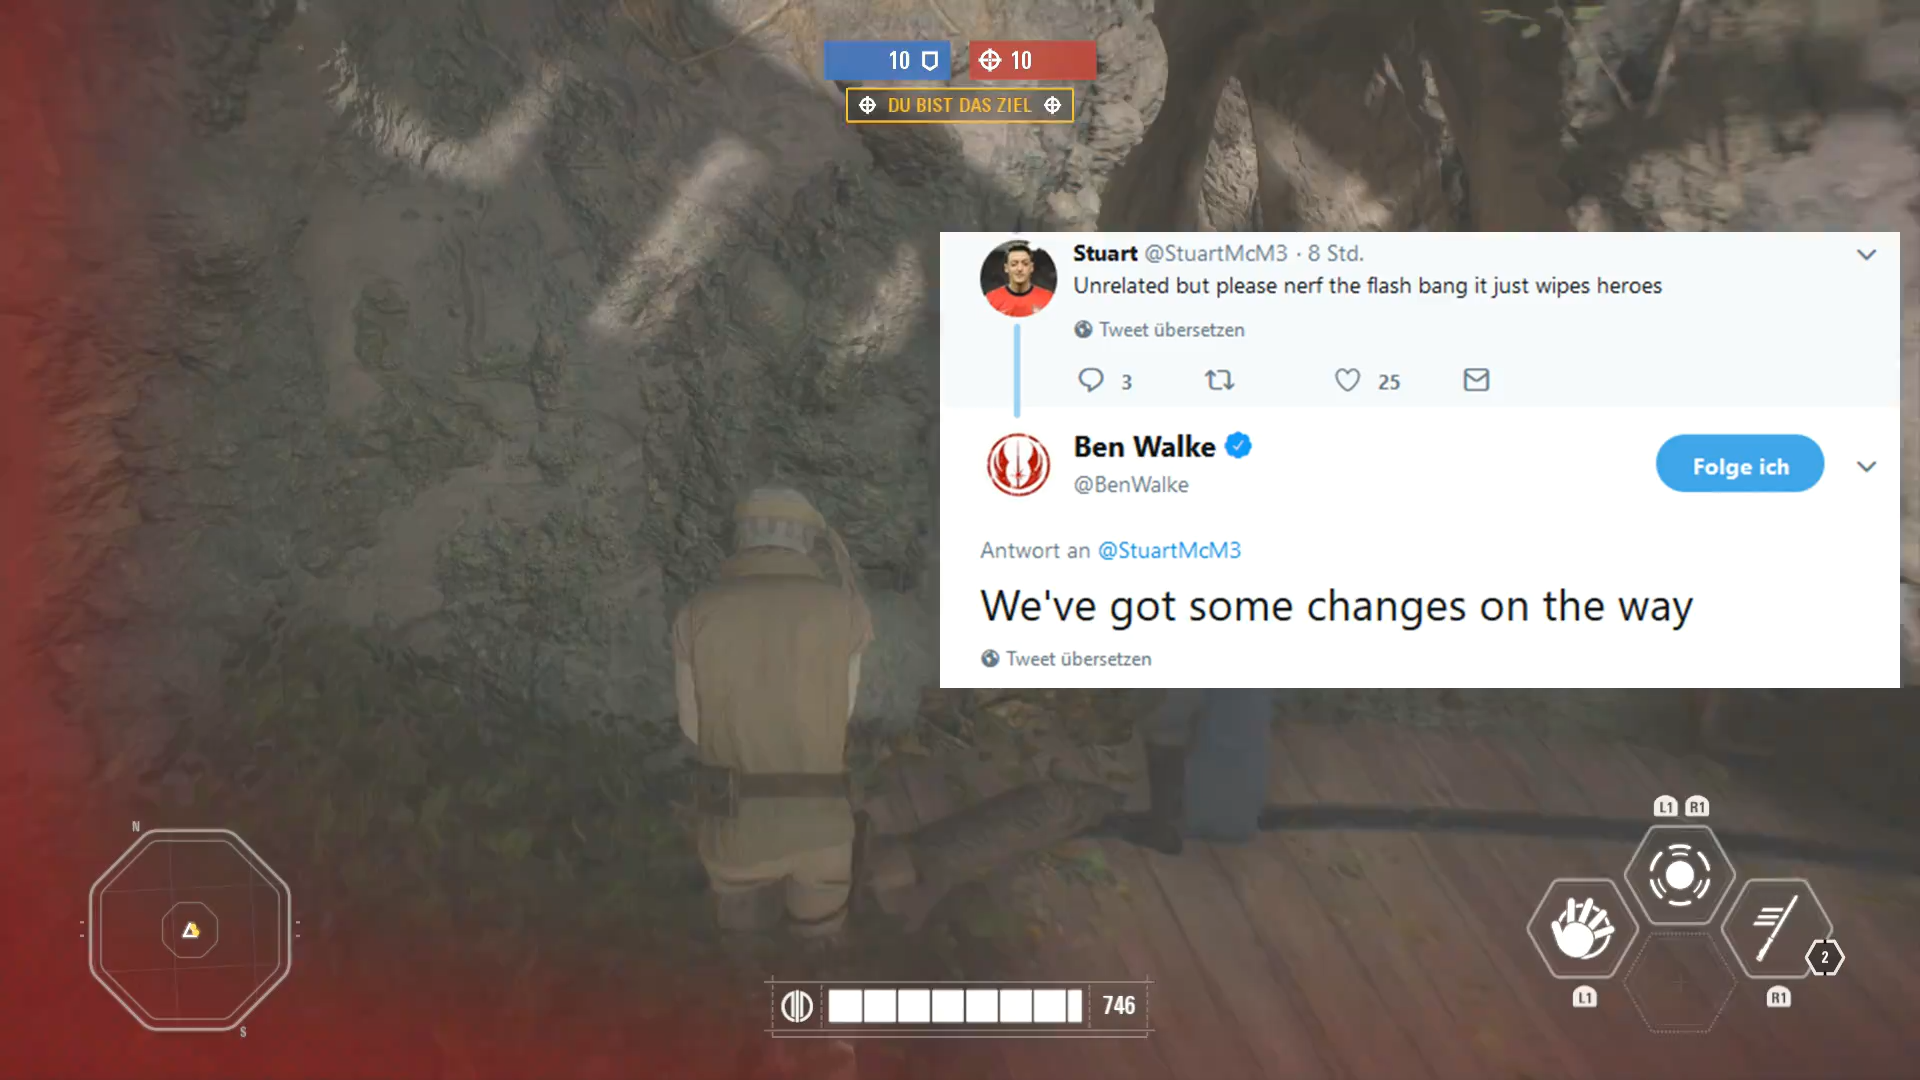 10 10
DU BIST DAS ZIEL
Stuart @StuartMcM3 · 8 Std.
Unrelated but please nerf the flash bang it just wipes heroes
Tweet übersetzen
3 25
Ben Walke
@BenWalke
Folge ich
Antwort an @StuartMcM3
We've got some changes on the way
Tweet übersetzen
L1 R1
N
2
L1 R1
746
S